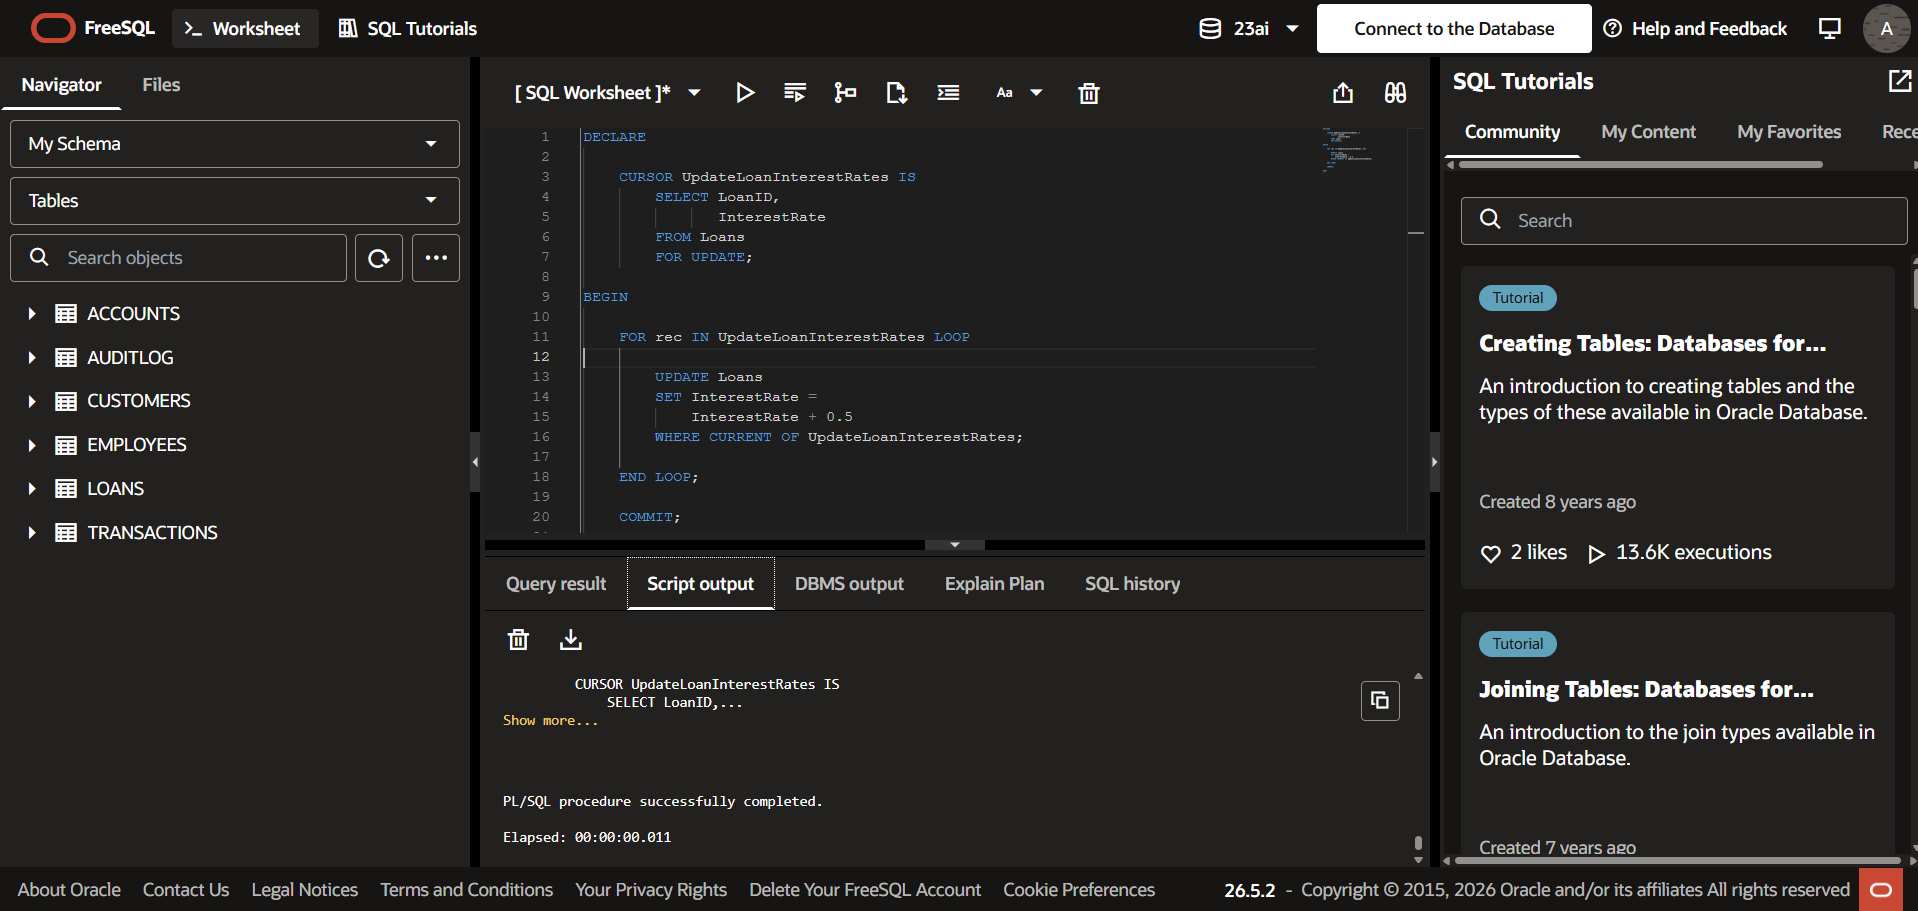 FreeSQL
Worksheet
SQL Tutorials
23ai
Connect to the Database
Help and Feedback
A
Navigator
Files
My Schema
Tables
Search objects
ACCOUNTS
AUDITLOG
CUSTOMERS
EMPLOYEES
LOANS
TRANSACTIONS
[ SQL Worksheet ]*
Aa
1 DECLARE
2
3 CURSOR UpdateLoanInterestRates IS
4 SELECT LoanID,
5 InterestRate
6 FROM Loans
7 FOR UPDATE;
8
9 BEGIN
10
11 FOR rec IN UpdateLoanInterestRates LOOP
12
13 UPDATE Loans
14 SET InterestRate =
15 InterestRate + 0.5
16 WHERE CURRENT OF UpdateLoanInterestRates;
17
18 END LOOP;
19
20 COMMIT;
Query result
Script output
DBMS output
Explain Plan
SQL history
CURSOR UpdateLoanInterestRates IS
SELECT LoanID,...
Show more...
PL/SQL procedure successfully completed.
Elapsed: 00:00:00.011
SQL Tutorials
Community
My Content
My Favorites
Rece
Search
Tutorial
Creating Tables: Databases for...
An introduction to creating tables and the
types of these available in Oracle Database.
Created 8 years ago
2 likes
13.6K executions
Tutorial
Joining Tables: Databases for...
An introduction to the join types available in
Oracle Database.
Created 7 years ago
About Oracle
Contact Us
Legal Notices
Terms and Conditions
Your Privacy Rights
Delete Your FreeSQL Account
Cookie Preferences
26.5.2 - Copyright © 2015, 2026 Oracle and/or its affiliates All rights reserved